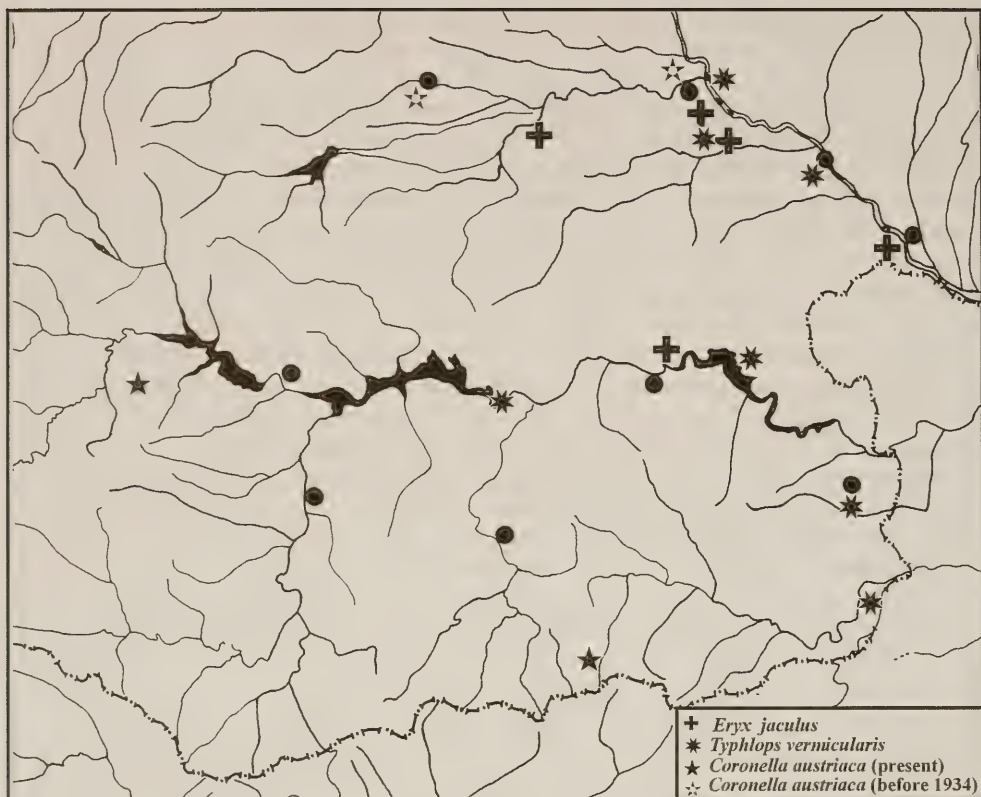 Eryx jaculus
Typhlops vermicularis
Coronella austriaca (present)
Coronella austriaca (before 1934)